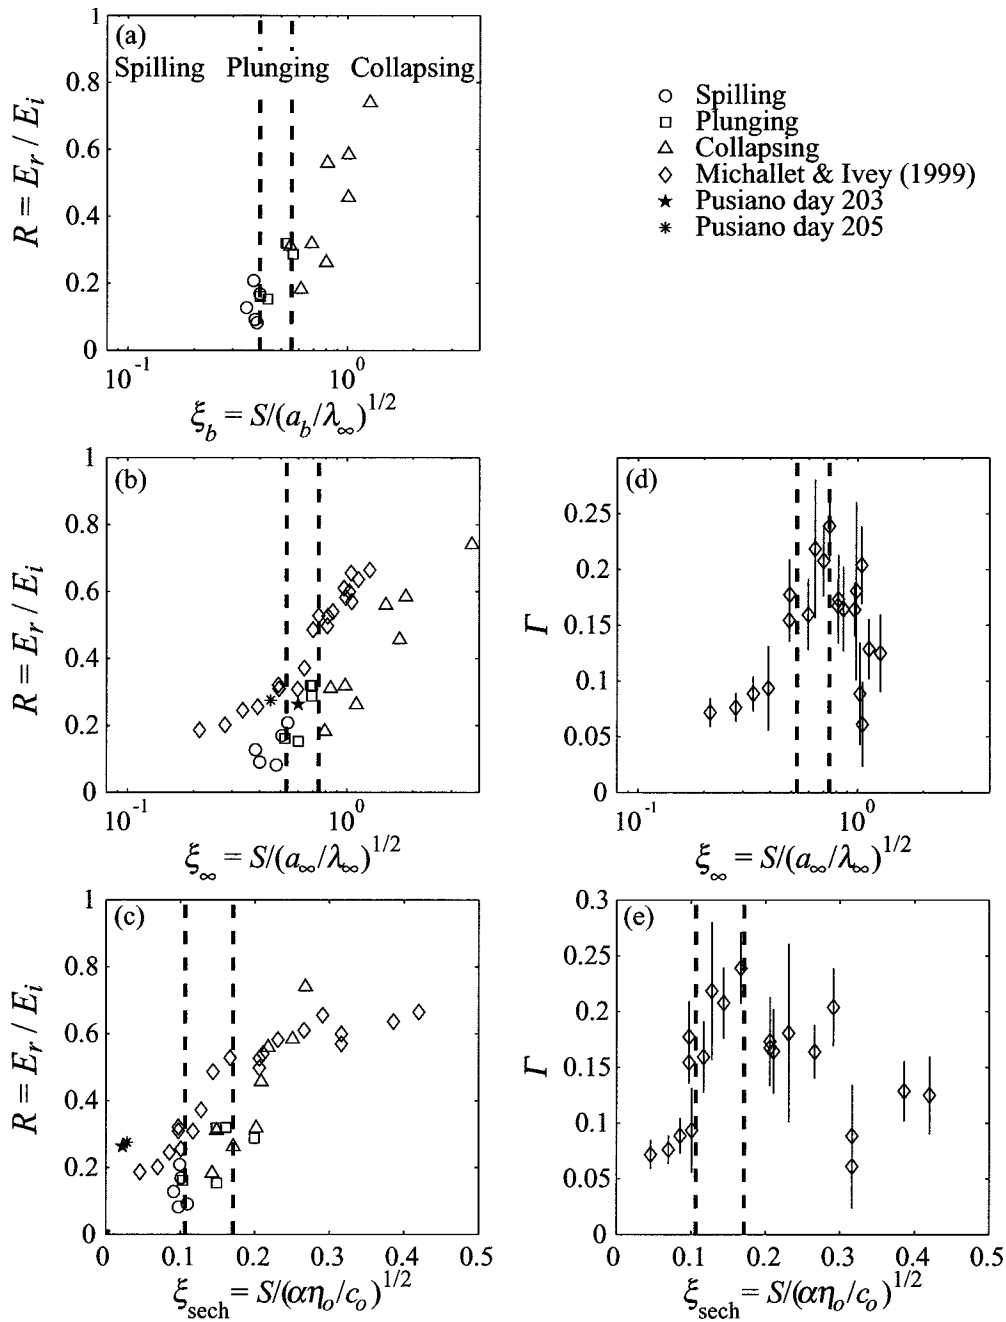 (a)
Spilling Plunging Collapsing
1
0.8
0.6
0.4
0.2
0
R = E_r / E_i
10^-1 10^0
ξ_b = S/(a_b/λ_∞)^1/2
Spilling
Plunging
Collapsing
Michallet & Ivey (1999)
Pusiano day 203
Pusiano day 205
(b)
1
0.8
0.6
0.4
0.2
0
R = E_r / E_i
10^-1 10^0
ξ_∞ = S/(a_∞/λ_∞)^1/2
(d)
0.25
0.2
0.15
0.1
0.05
0
Γ
10^-1 10^0
ξ_∞ = S/(a_∞/λ_∞)^1/2
(c)
1
0.8
0.6
0.4
0.2
0
R = E_r / E_i
0 0.1 0.2 0.3 0.4 0.5
ξ_sech = S/(αη_o/c_o)^1/2
(e)
0.3
0.25
0.2
0.15
0.1
0.05
0
Γ
0 0.1 0.2 0.3 0.4 0.5
ξ_sech = S/(αη_o/c_o)^1/2